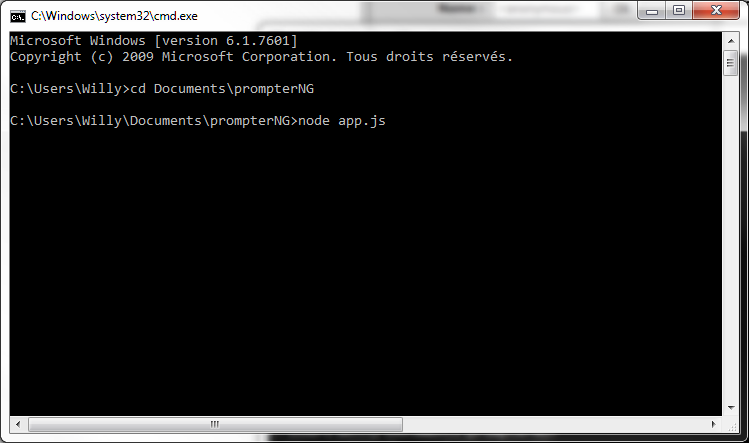 C:\Windows\system32\cmd.exe
Microsoft Windows [version 6.1.7601]
Copyright (c) 2009 Microsoft Corporation. Tous droits réservés.
C:\Users\Willy>cd Documents\prompterNG
C:\Users\Willy\Documents\prompterNG>node app.js